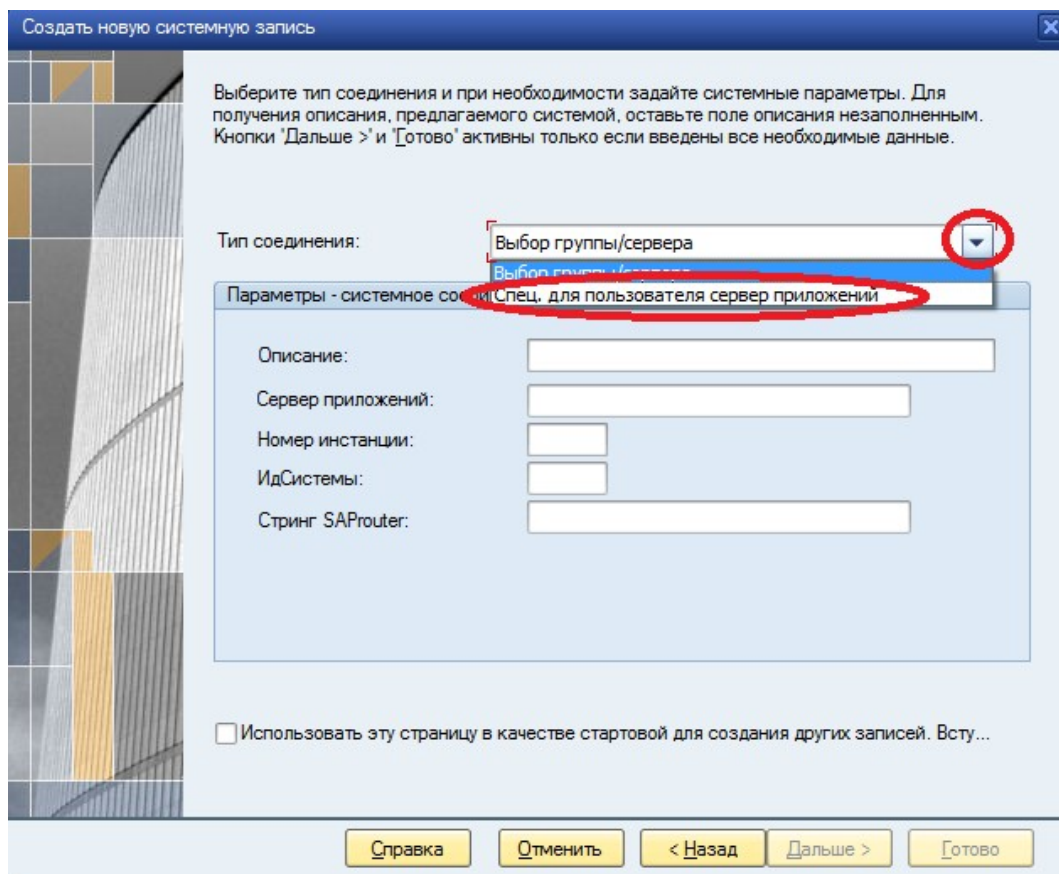 Создать новую системную запись
Выберите тип соединения и при необходимости задайте системные параметры. Для
получения описания, предлагаемого системой, оставьте поле описания незаполненным.
Кнопки "Дальше >" и "Готово" активны только если введены все необходимые данные.
Тип соединения:
Выбор группы/сервера
Выбор группы/сервера
Параметры - системное
Спец. для пользователя сервер приложений
Описание:
Сервер приложений:
Номер инстанции:
ИдСистемы:
Стринг SAProuter:
Использовать эту страницу в качестве стартовой для создания других записей. Всту...
Справка
Отменить
< Назад
Дальше >
Готово